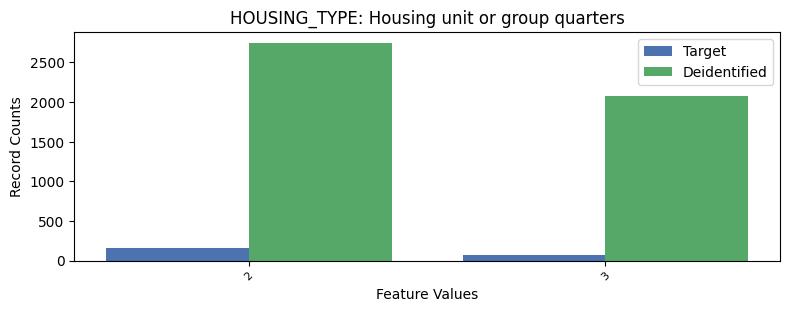 HOUSING_TYPE: Housing unit or group quarters
Target
Deidentified
Record Counts
2500
2000
1500
1000
500
0
2
3
Feature Values